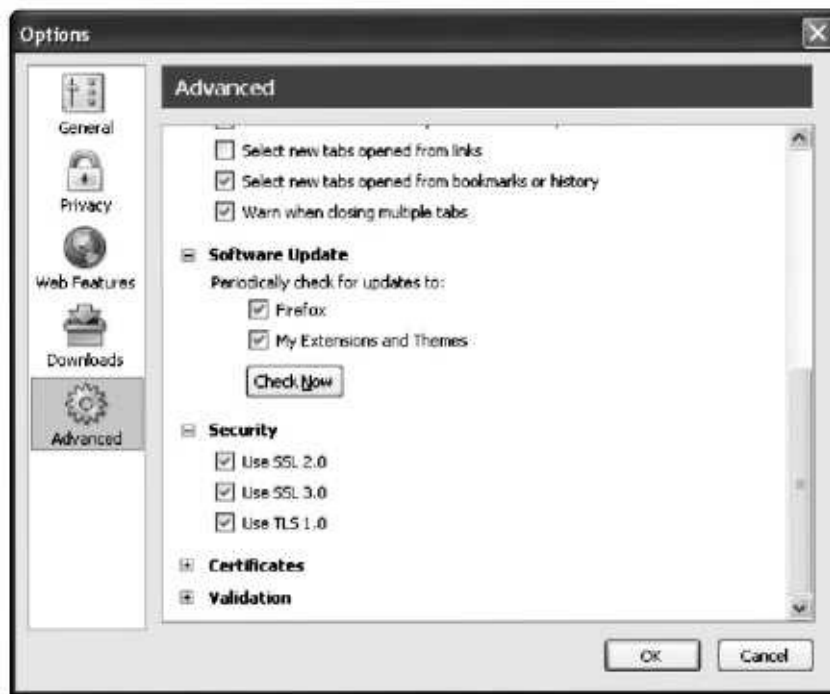 Options
General
Privacy
Web Features
Downloads
Advanced
Advanced
Select new tabs opened from links
Select new tabs opened from bookmarks or history
Warn when closing multiple tabs
Software Update
Periodically check for updates to:
Firefox
My Extensions and Themes
Check Now
Security
Use SSL 2.0
Use SSL 3.0
Use TLS 1.0
Certificates
Validation
OK
Cancel